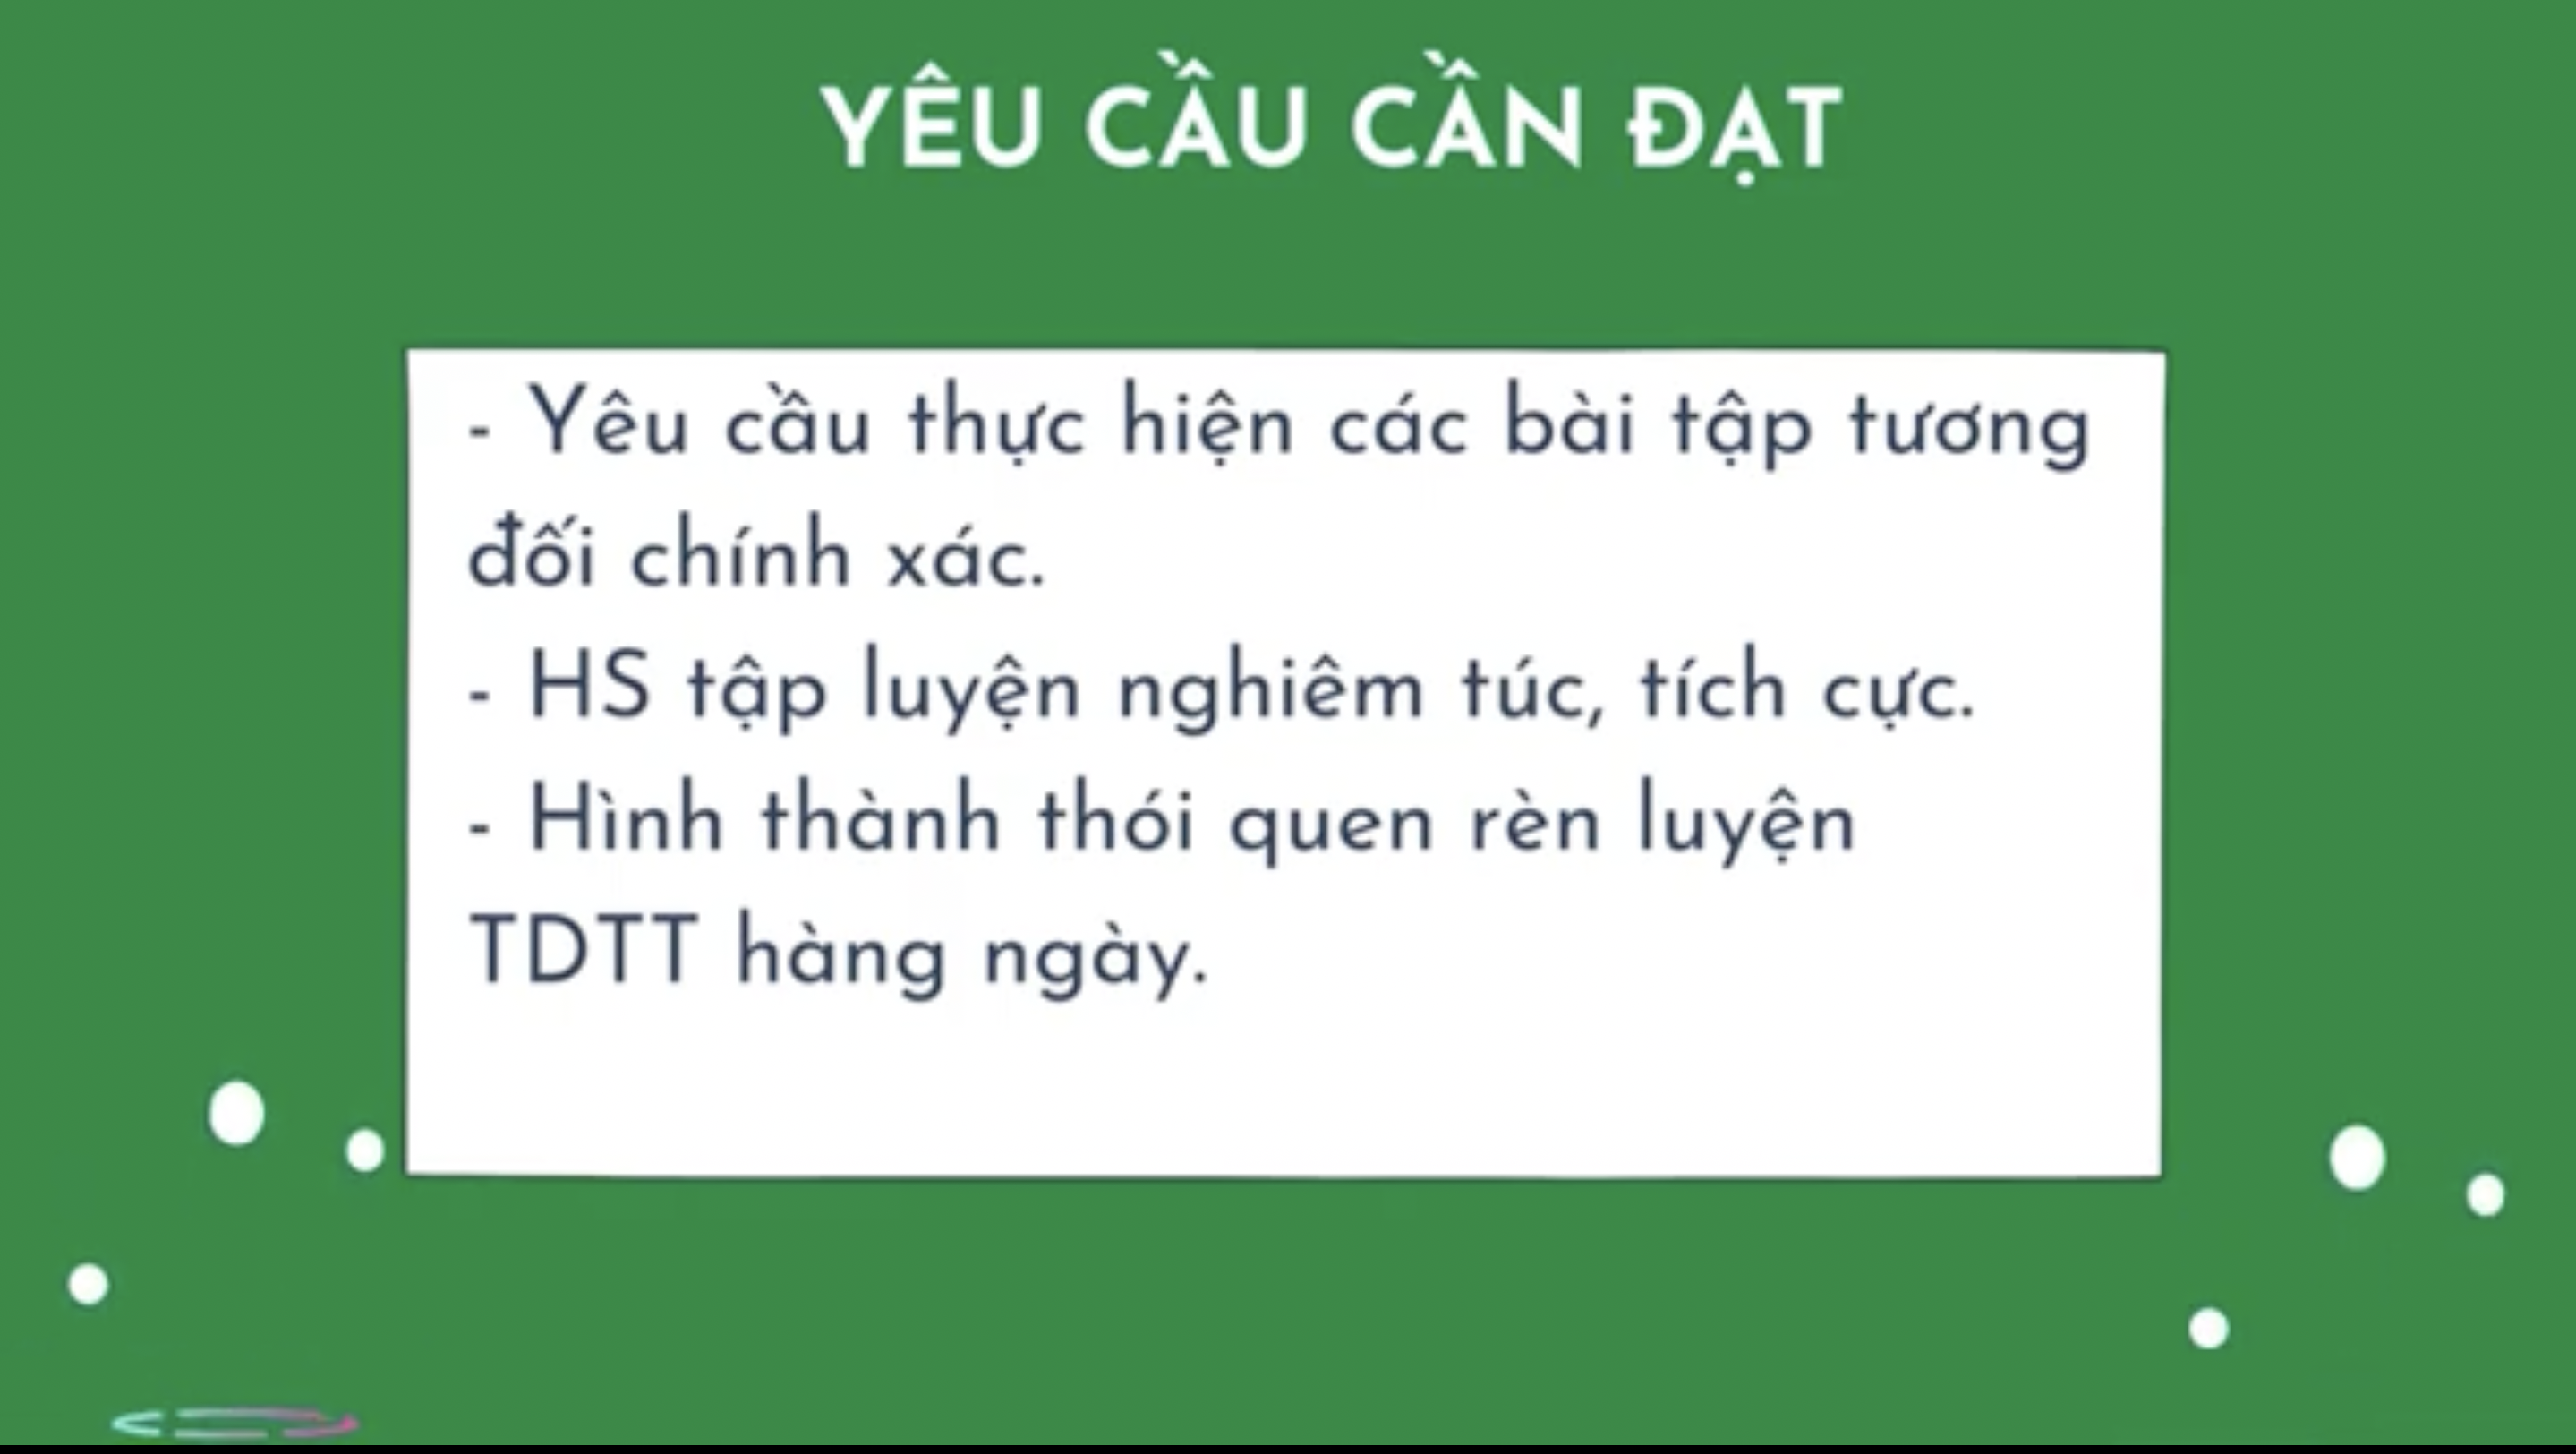 YÊU CẦU CẦN ĐẠT
- Yêu cầu thực hiện các bài tập tương
đối chính xác.
- HS tập luyện nghiêm túc, tích cực.
- Hình thành thói quen rèn luyện
TDTT hàng ngày.